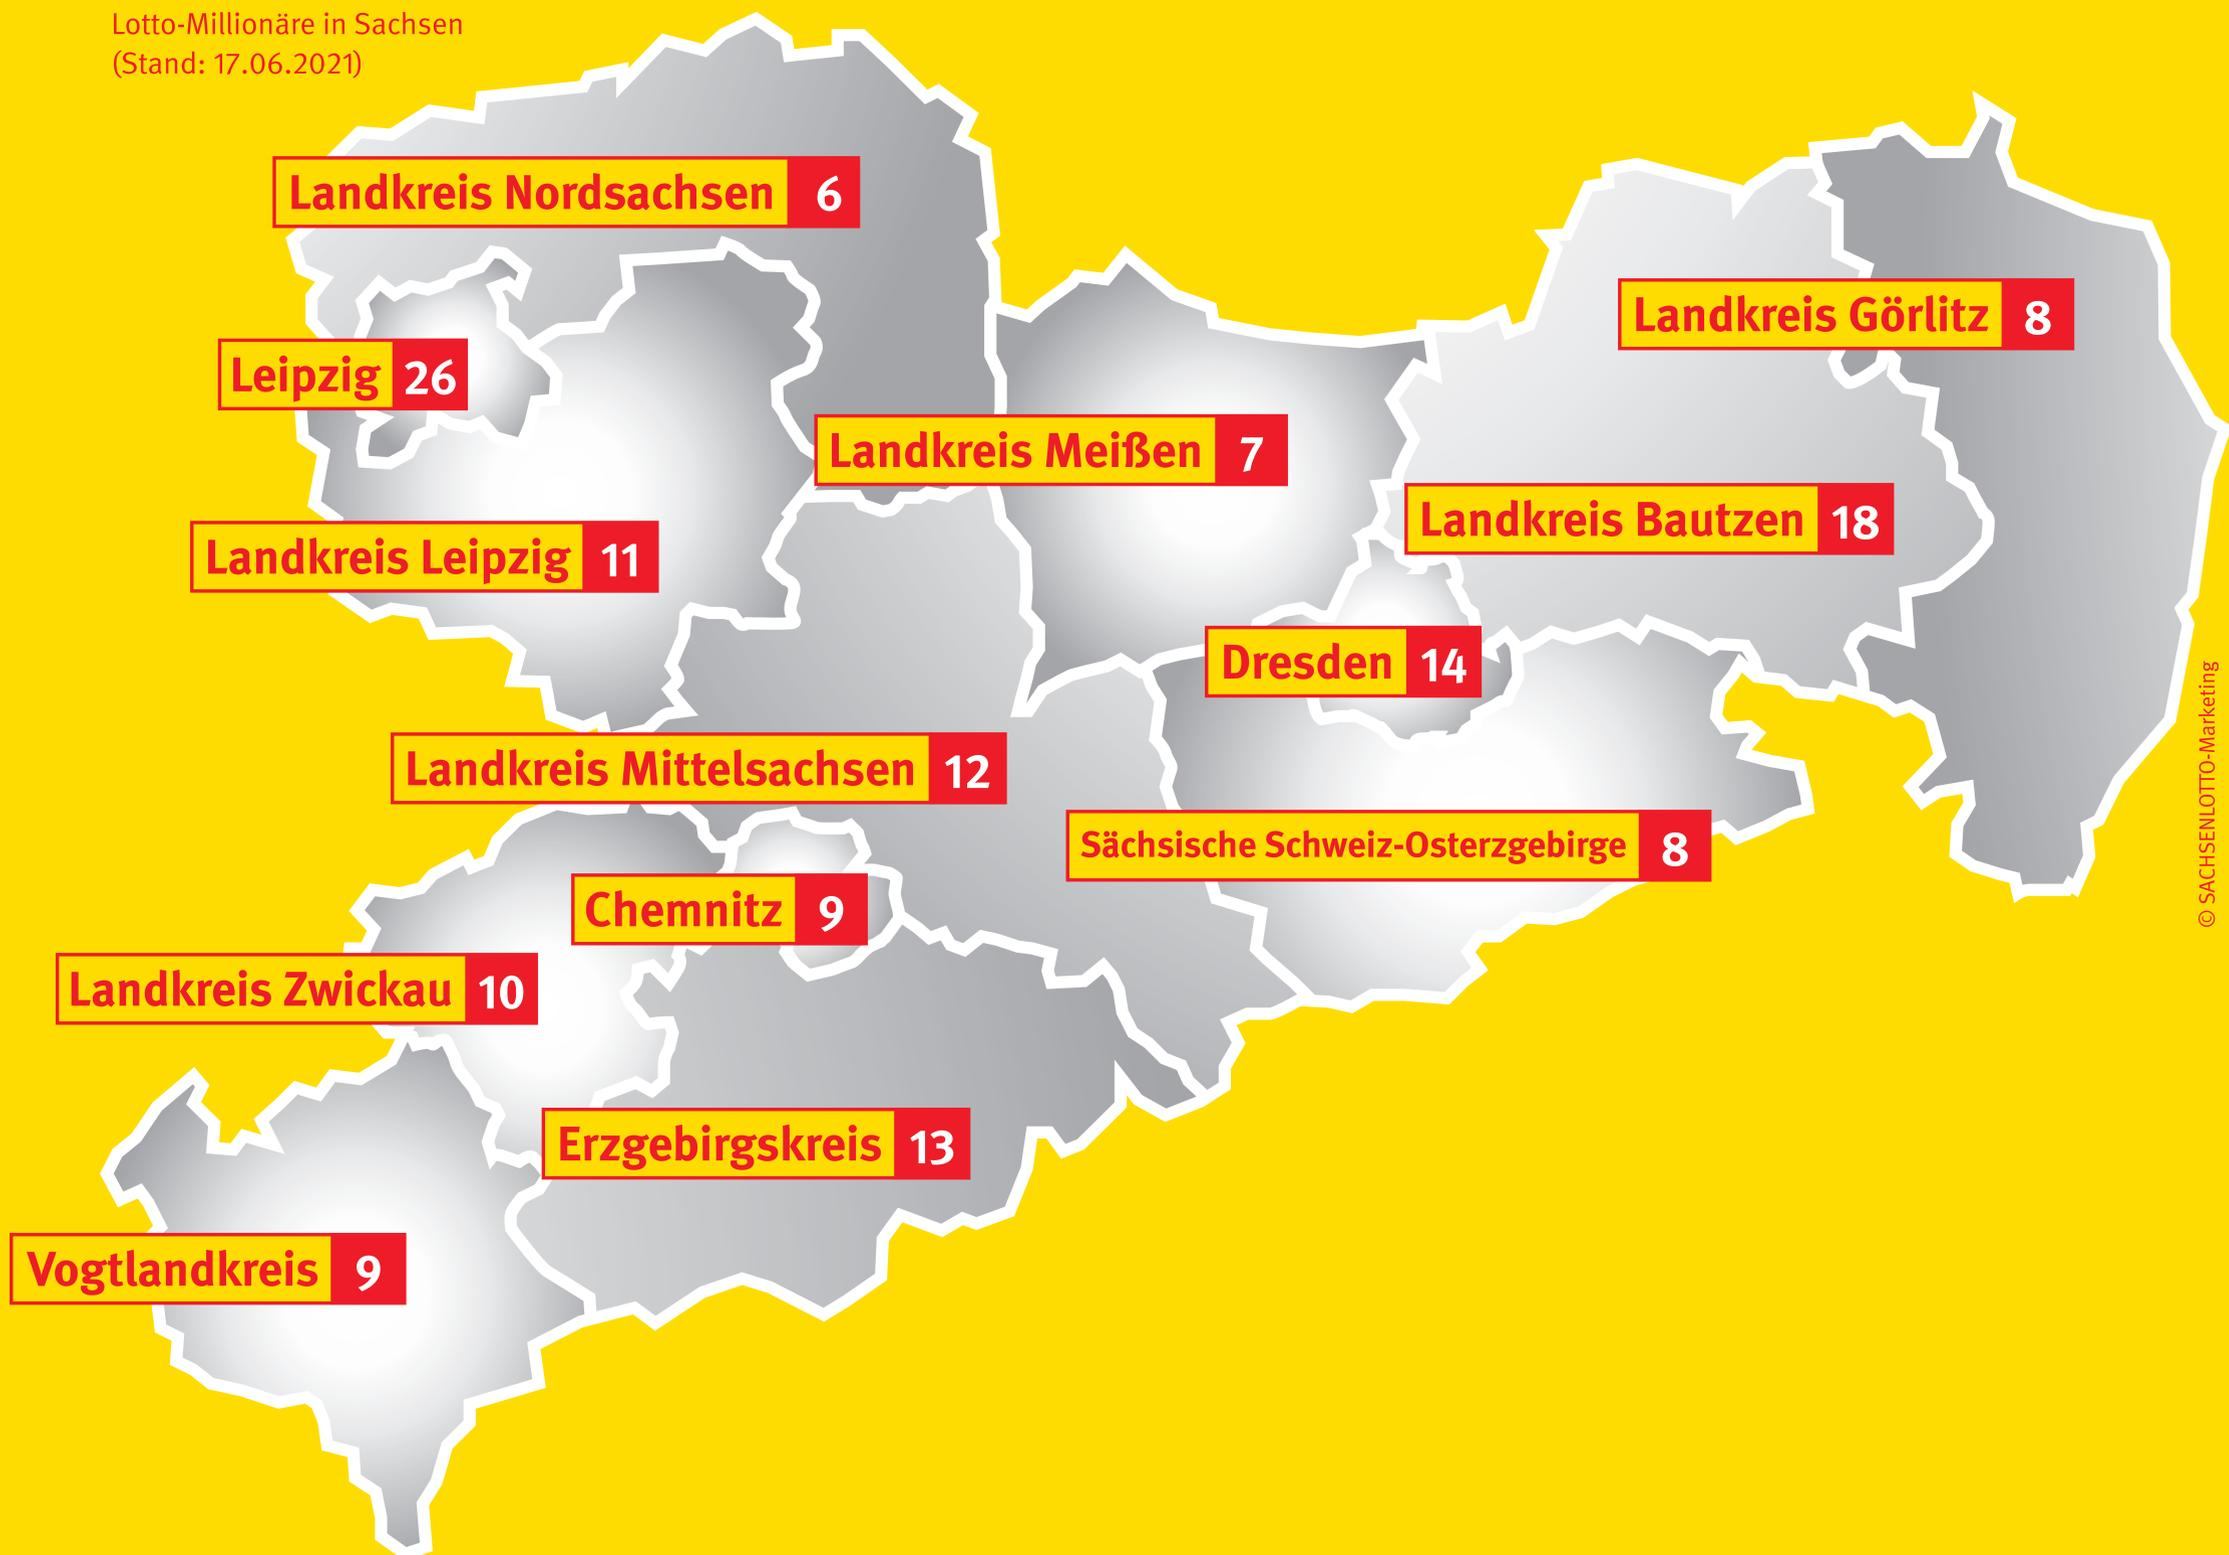 Lotto-Millionäre in Sachsen
(Stand: 17.06.2021)
Landkreis Nordsachsen 6
Landkreis Görlitz 8
Leipzig 26
Landkreis Meißen 7
Landkreis Bautzen 18
Landkreis Leipzig 11
Dresden 14
Landkreis Mittelsachsen 12
Sächsische Schweiz-Osterzgebirge 8
Chemnitz 9
Landkreis Zwickau 10
Erzgebirgskreis 13
Vogtlandkreis 9
© SACHSENLOTTO-Marketing